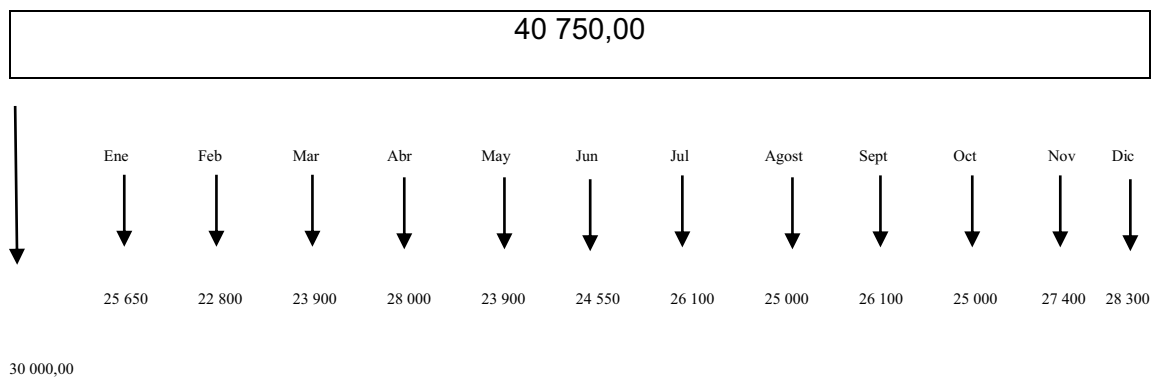 40 750,00
Ene Feb Mar Abr May Jun Jul Agost Sept Oct Nov Dic
25 650 22 800 23 900 28 000 23 900 24 550 26 100 25 000 26 100 25 000 27 400 28 300
30 000,00